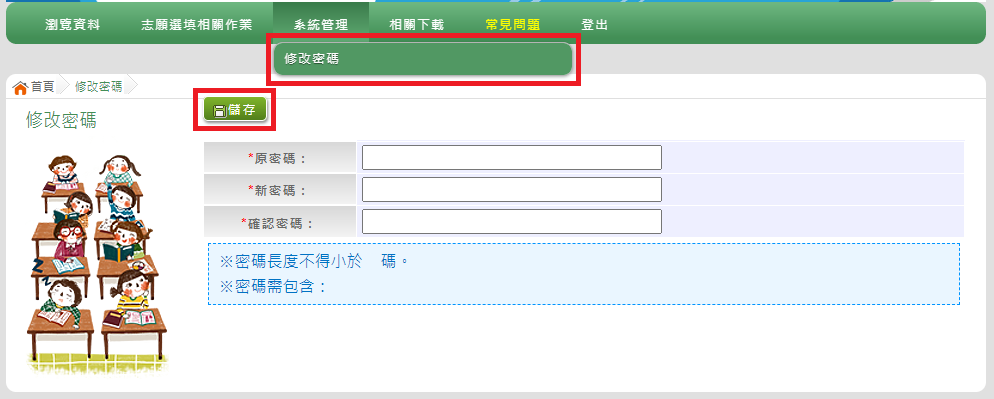 瀏覽資料 志願選填相關作業 系統管理 相關下載 常見問題 登出
修改密碼
首頁 修改密碼
修改密碼
儲存
*原密碼：
*新密碼：
*確認密碼：
※密碼長度不得小於　碼。
※密碼需包含：